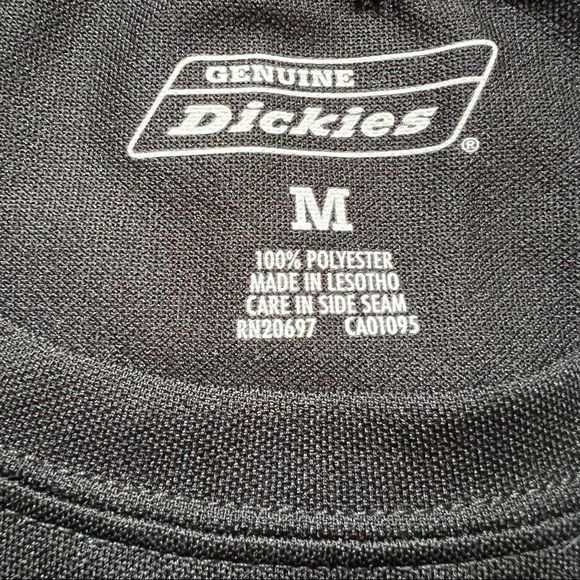 GENUINE
Dickies®
M
100% POLYESTER
MADE IN LESOTHO
CARE IN SIDE SEAM
RN20697 CA01095